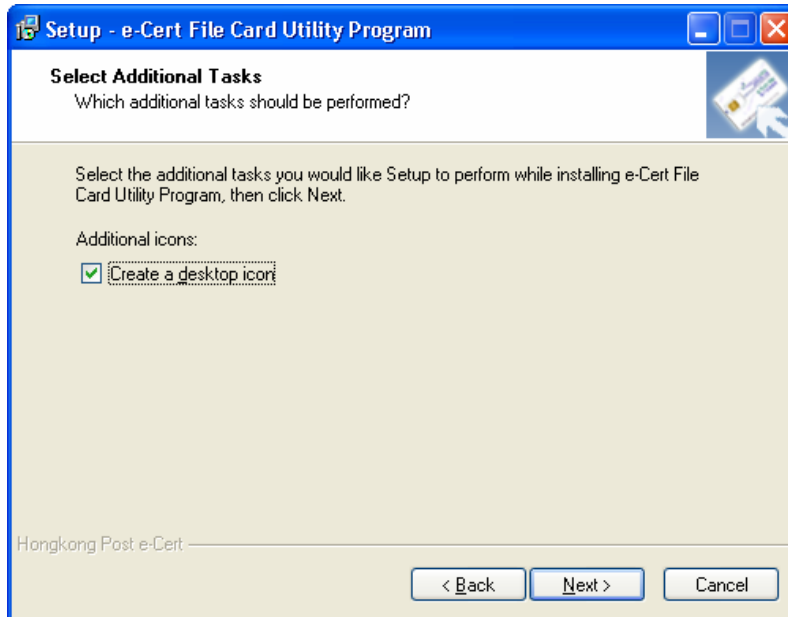 Setup - e-Cert File Card Utility Program
Select Additional Tasks
Which additional tasks should be performed?
Select the additional tasks you would like Setup to perform while installing e-Cert File
Card Utility Program, then click Next.
Additional icons:
Create a desktop icon
Hongkong Post e-Cert
< Back
Next >
Cancel